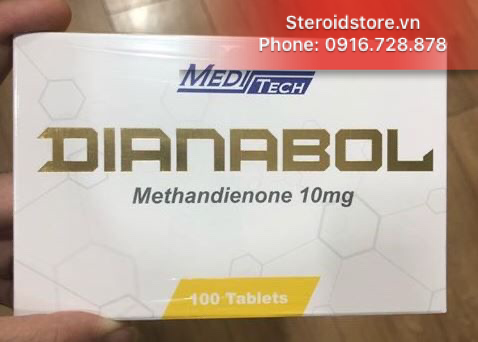 Steroidstore.vn
Phone: 0916.728.878
MEDITECH
DIANABOL
Methandienone 10mg
100 Tablets